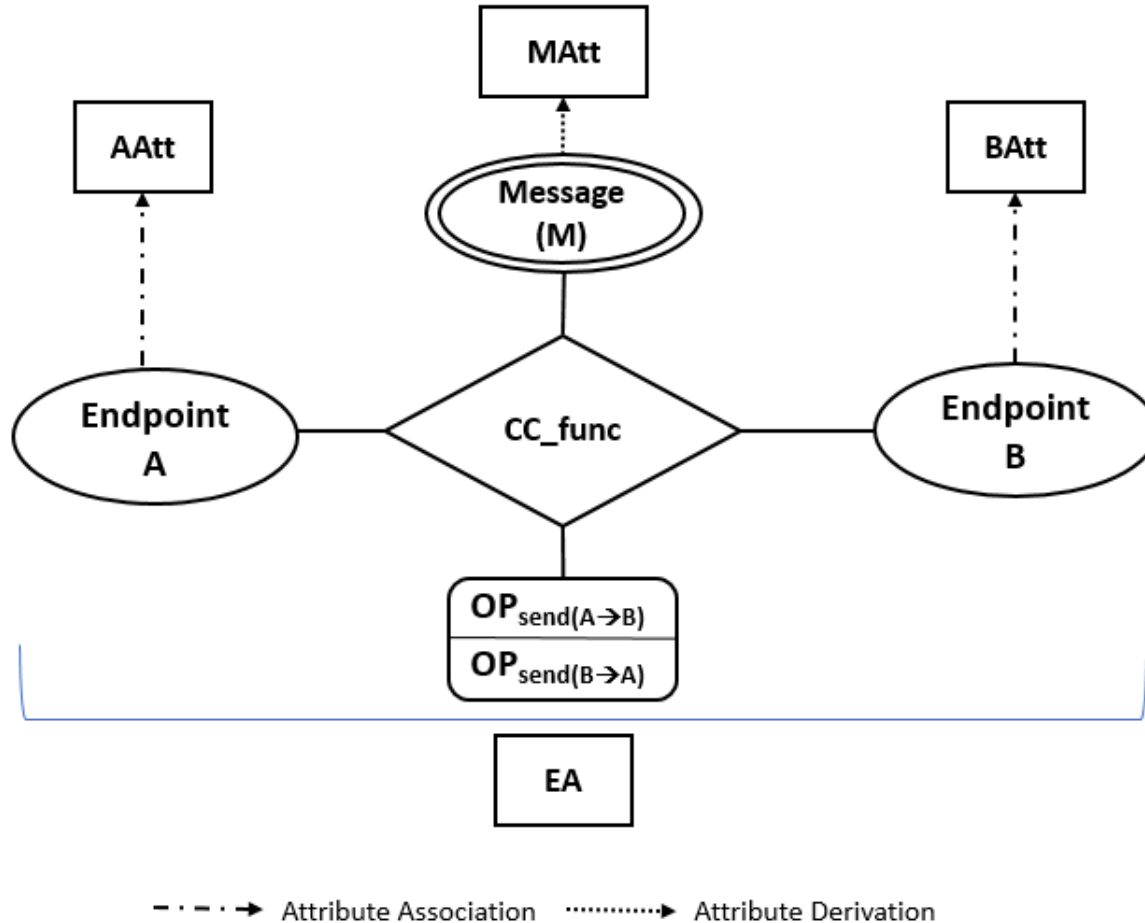 MAtt
AAtt
BAtt
Message
(M)
Endpoint
A
CC_func
Endpoint
B
OPsend(A→B)
OPsend(B→A)
EA
Attribute Association
Attribute Derivation